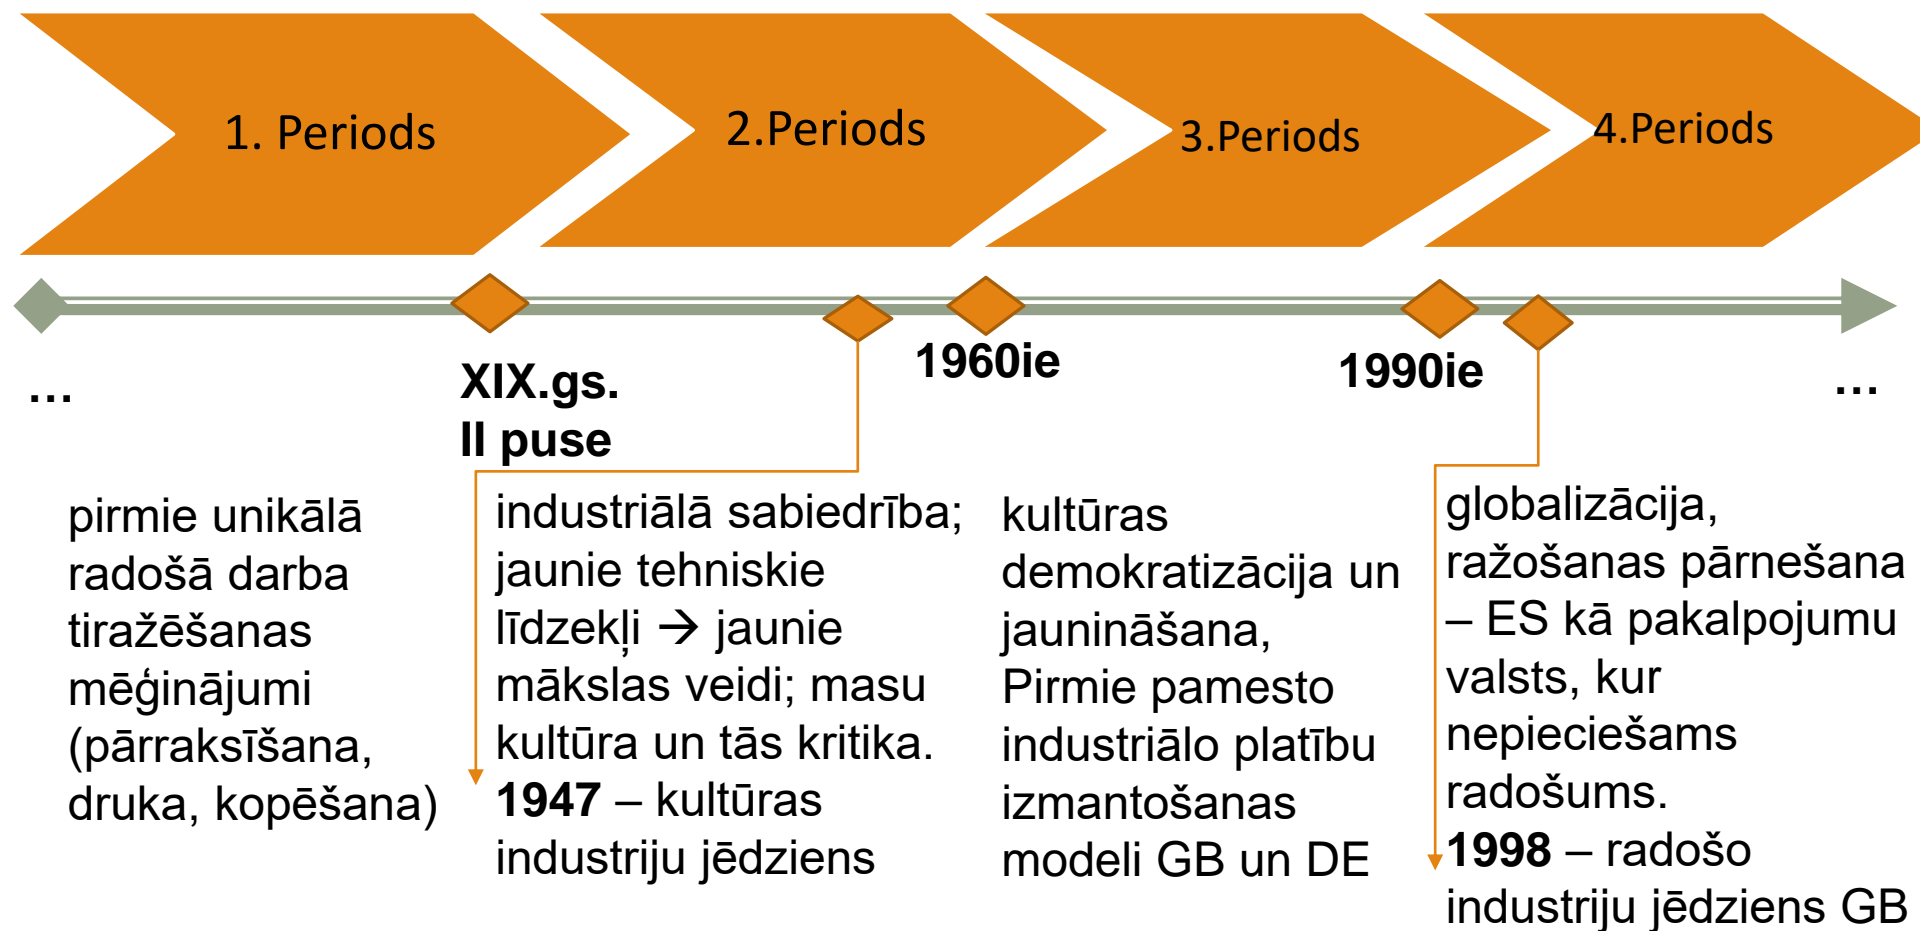 1. Periods
2.Periods
3.Periods
4.Periods
...
XIX.gs.
II puse
1960ie
1990ie
...
pirmie unikālā
radošā darba
tiražēšanas
mēģinājumi
(pārraksīšana,
druka, kopēšana)
industriālā sabiedrība;
jaunie tehniskie
līdzekļi → jaunie
mākslas veidi; masu
kultūra un tās kritika.
1947 – kultūras
industriju jēdziens
kultūras
demokratizācija un
jaunināšana,
Pirmie pamesto
industriālo platību
izmantošanas
modeli GB un DE
globalizācija,
ražošanas pārnešana
– ES kā pakalpojumu
valsts, kur
nepieciešams
radošums.
1998 – radošo
industriju jēdziens GB